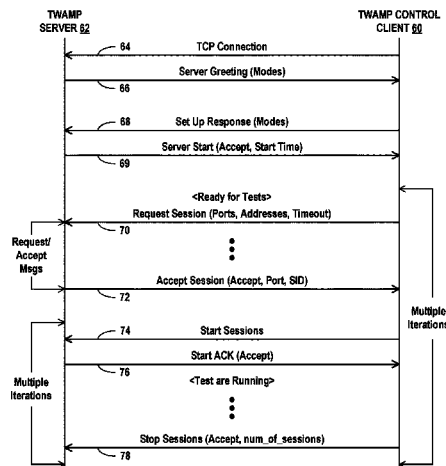 TWAMP
SERVER 62
TWAMP CONTROL
CLIENT 60
64
TCP Connection
Server Greeting (Modes)
66
68
Set Up Response (Modes)
Server Start (Accept, Start Time)
69
<Ready for Tests>
Request Session (Ports, Addresses, Timeout)
70
Request/
Accept
Msgs
Accept Session (Accept, Port, SID)
72
Multiple
Iterations
74
Start Sessions
Start ACK (Accept)
76
<Test are Running>
Multiple
Iterations
Stop Sessions (Accept, num_of_sessions)
78